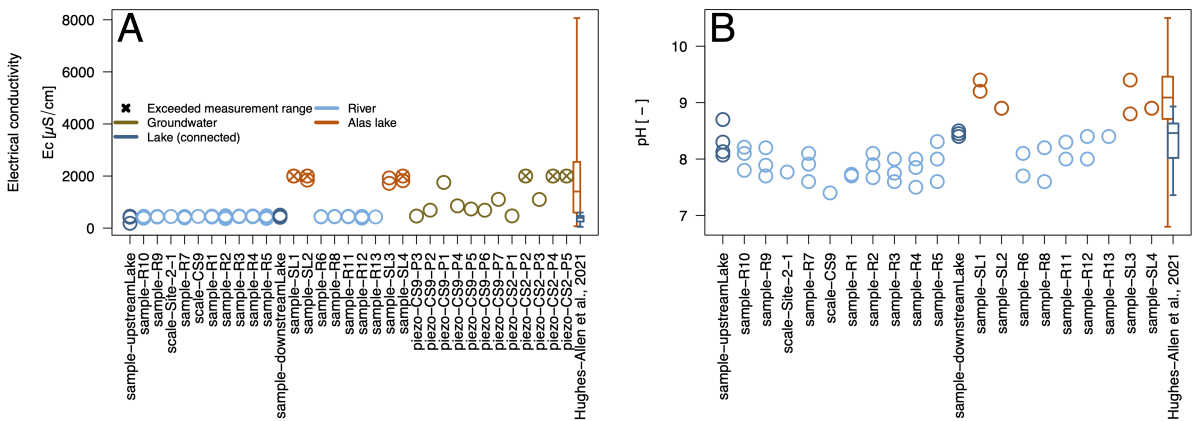 A
Electrical conductivity
Ec [µS/cm]
8000
6000
4000
2000
0
Exceeded measurement range
Groundwater
Lake (connected)
River
Alas lake
sample−upstreamLake
sample−R10
sample−R9
scale−Site−2−1
sample−R7
scale−CS9
sample−R1
sample−R2
sample−R3
sample−R4
sample−R5
sample−downstreamLake
sample−SL1
sample−SL2
sample−R6
sample−R8
sample−R11
sample−R12
sample−R13
sample−SL3
sample−SL4
piezo−CS9−P3
piezo−CS9−P2
piezo−CS9−P1
piezo−CS9−P4
piezo−CS9−P5
piezo−CS9−P6
piezo−CS9−P7
piezo−CS2−P1
piezo−CS2−P2
piezo−CS2−P3
piezo−CS2−P4
piezo−CS2−P5
Hughes−Allen et al., 2021
B
pH [ − ]
10
9
8
7
sample−upstreamLake
sample−R10
sample−R9
scale−Site−2−1
sample−R7
scale−CS9
sample−R1
sample−R2
sample−R3
sample−R4
sample−R5
sample−downstreamLake
sample−SL1
sample−SL2
sample−R6
sample−R8
sample−R11
sample−R12
sample−R13
sample−SL3
sample−SL4
Hughes−Allen et al., 2021